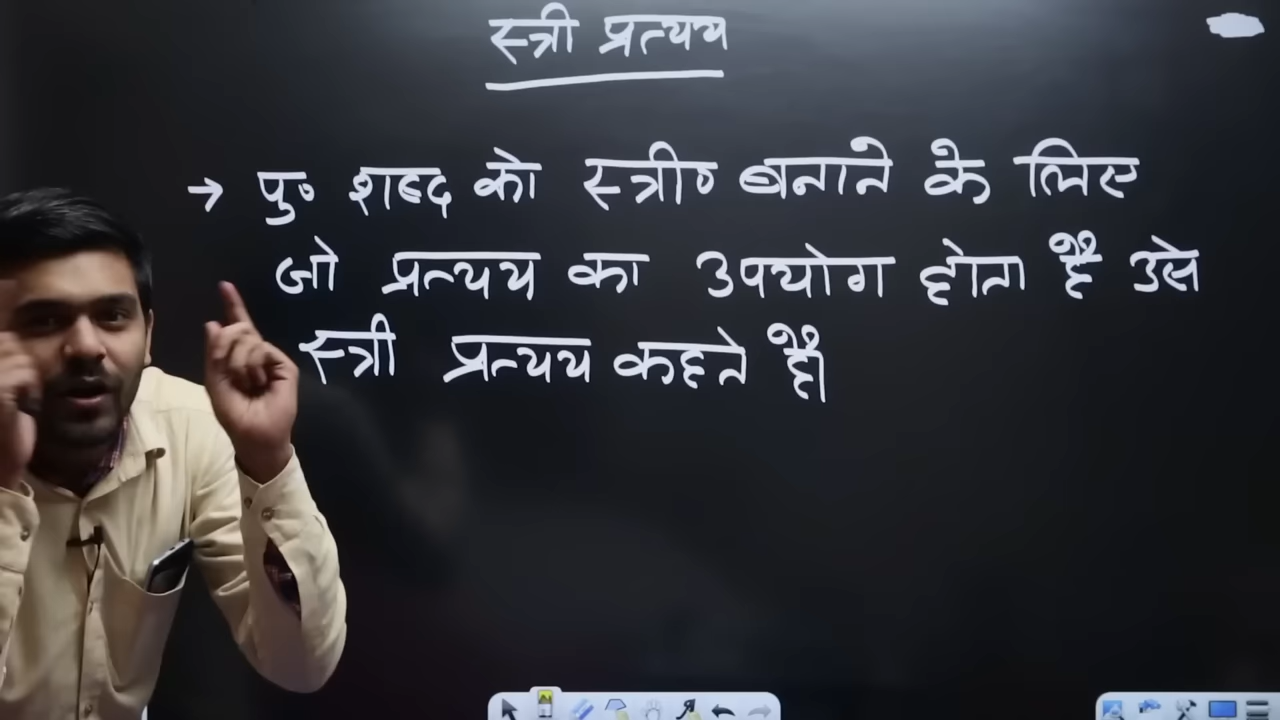 स्त्री प्रत्यय
→ पु० शब्द को स्त्री० बनाने के लिए
जो प्रत्यय का उपयोग होता है उसे
स्त्री प्रत्यय कहते है।